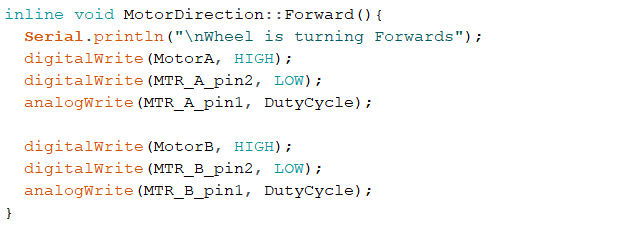 inline void MotorDirection::Forward(){
  Serial.println("\nWheel is turning Forwards");
  digitalWrite(MotorA, HIGH);
  digitalWrite(MTR_A_pin2, LOW);
  analogWrite(MTR_A_pin1, DutyCycle);

  digitalWrite(MotorB, HIGH);
  digitalWrite(MTR_B_pin2, LOW);
  analogWrite(MTR_B_pin1, DutyCycle);
}